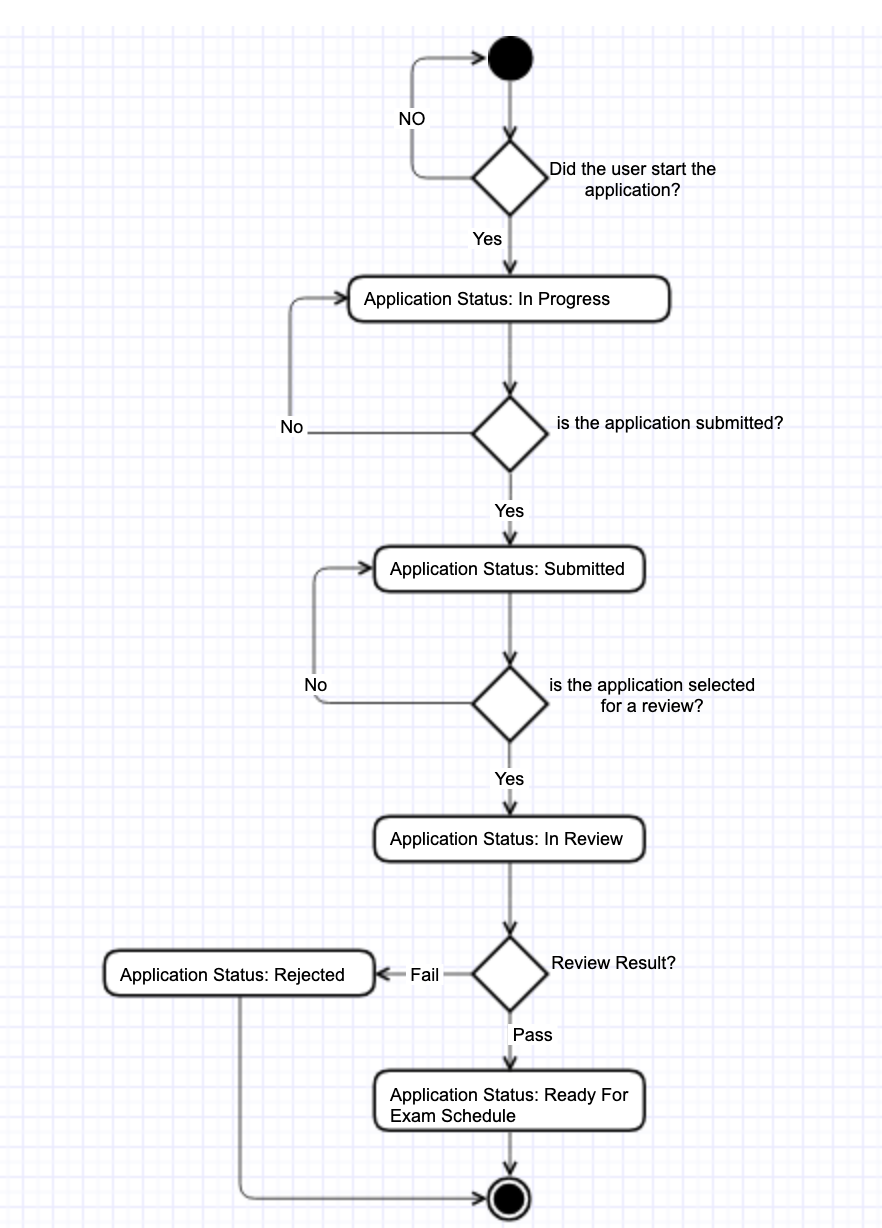 NO
Did the user start the
application?
Yes
Application Status: In Progress
is the application submitted?
No
Yes
Application Status: Submitted
is the application selected
for a review?
No
Yes
Application Status: In Review
Review Result?
Application Status: Rejected
Fail
Pass
Application Status: Ready For
Exam Schedule